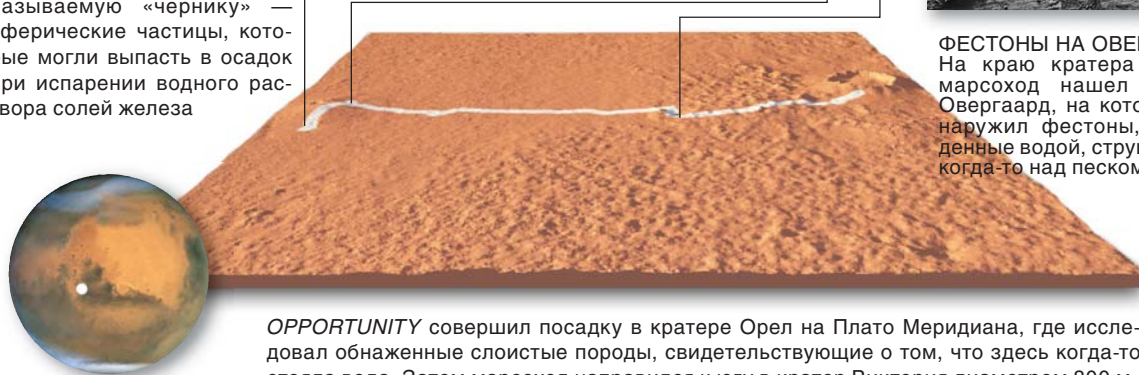 азываемую «чернику» —
ферические частицы, кото-
ые могли выпасть в осадок
ри испарении водного рас-
вора солей железа
ФЕСТОНЫ НА ОВЕ
На краю кратера
марсоход нашел
Овергаард, на кото
наружил фестоны,
денные водой, стру
когда-то над песком
OPPORTUNITY совершил посадку в кратере Орел на Плато Меридиана, где иссле-
довал обнаженные слоистые породы, свидетельствующие о том, что здесь когда-то